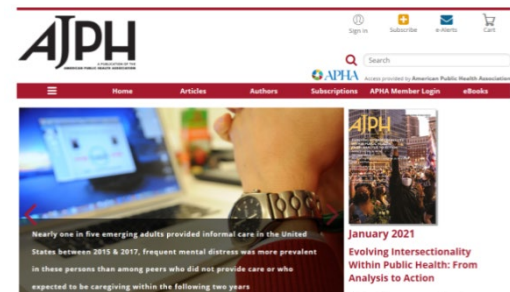 AJPH
A PUBLICATION OF THE
AMERICAN PUBLIC HEALTH ASSOCIATION
Sign in Subscribe e-Alerts Cart
Search
APHA Access provided by American Public Health Association
Home Articles Authors Subscriptions APHA Member Login eBooks
Nearly one in five emerging adults provided informal care in the United
States between 2015 & 2017, frequent mental distress was more prevalent
in these persons than among peers who did not provide care or who
expected to be caregiving within the following two years
AJPH
January 2021
Evolving Intersectionality
Within Public Health: From
Analysis to Action